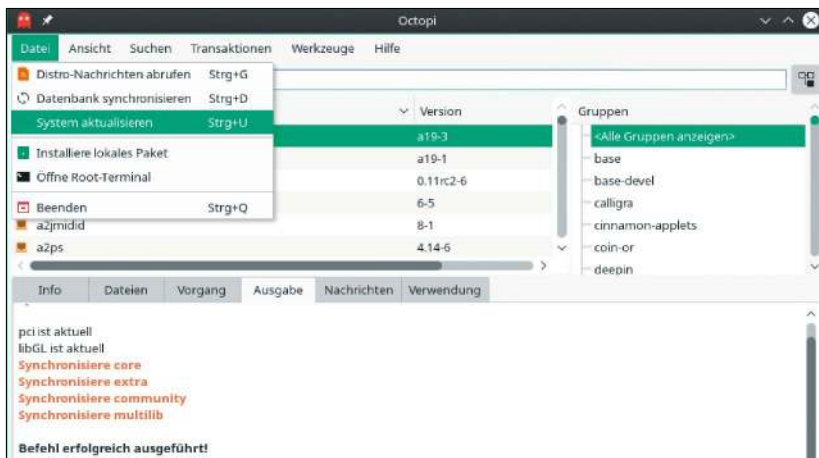 Octopi
Datei Ansicht Suchen Transaktionen Werkzeuge Hilfe
Distro-Nachrichten abrufen Strg+G
Datenbank synchronisieren Strg+D
System aktualisieren Strg+U
Installiere lokales Paket
Öffne Root-Terminal
Beenden Strg+Q
Version
a19-3
a19-1
0.11rc2-6
6-5
a2jmidid 8-1
a2ps 4.14-6
Gruppen
<Alle Gruppen anzeigen>
base
base-devel
calligra
cinnamon-applets
coin-or
deepin
Info Dateien Vorgang Ausgabe Nachrichten Verwendung
pci ist aktuell
libGL ist aktuell
Synchronisiere core
Synchronisiere extra
Synchronisiere community
Synchronisiere multilib
Befehl erfolgreich ausgeführt!